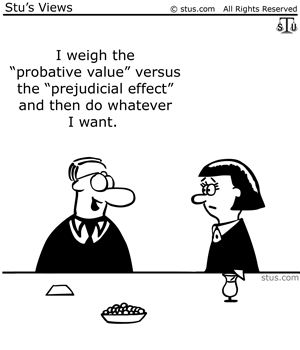 Stu's Views
© stus.com All Rights Reserved
STU
I weigh the
"probative value" versus
the "prejudicial effect"
and then do whatever
I want.
stus.com